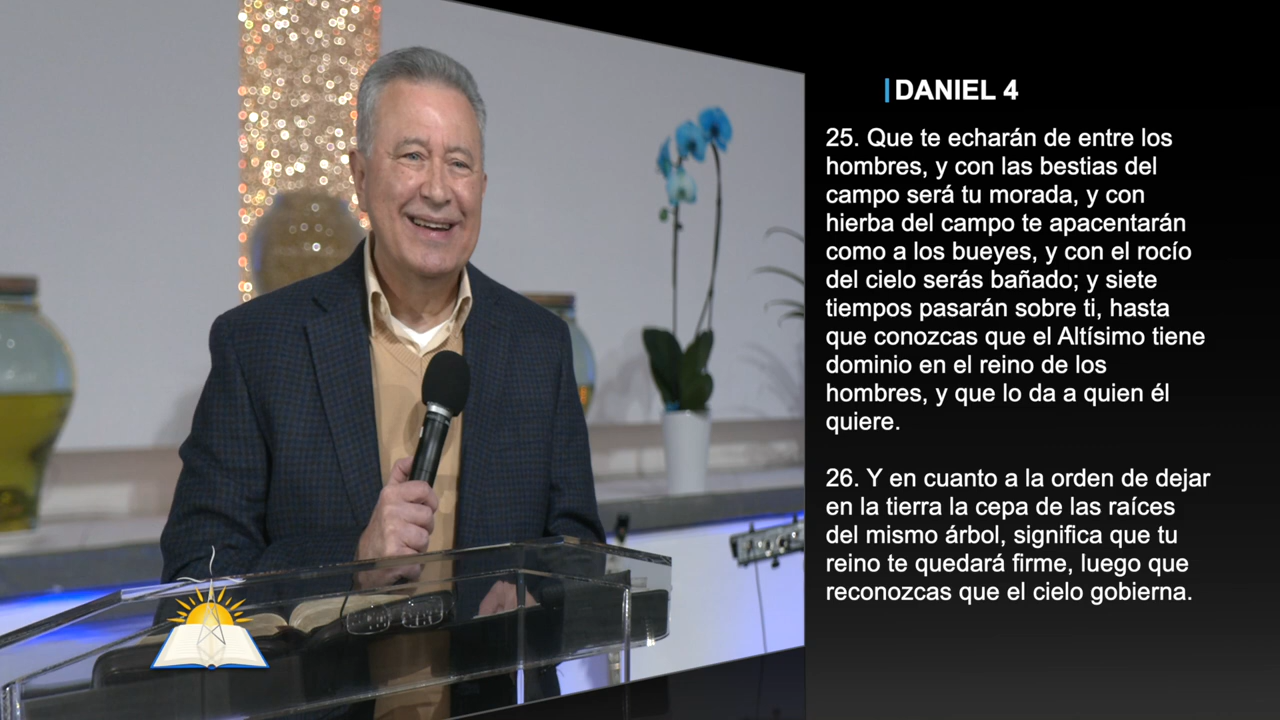 DANIEL 4
25. Que te echarán de entre los
hombres, y con las bestias del
campo será tu morada, y con
hierba del campo te apacentarán
como a los bueyes, y con el rocío
del cielo serás bañado; y siete
tiempos pasarán sobre ti, hasta
que conozcas que el Altísimo tiene
dominio en el reino de los
hombres, y que lo da a quien él
quiere.
26. Y en cuanto a la orden de dejar
en la tierra la cepa de las raíces
del mismo árbol, significa que tu
reino te quedará firme, luego que
reconozcas que el cielo gobierna.